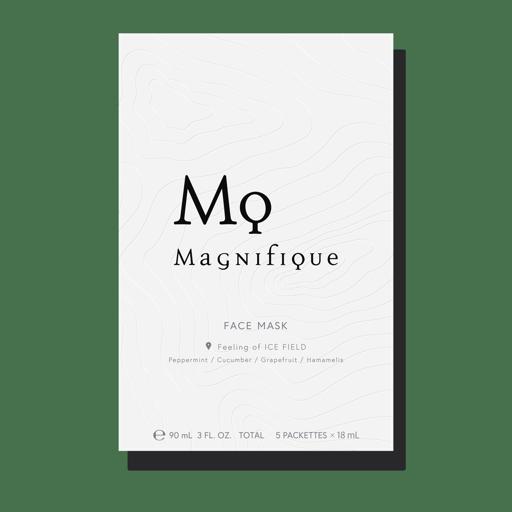 Mq
Magnifique
FACE MASK
Feeling of ICE FIELD
Peppermint / Cucumber / Grapefruit / Hamamelis
℮ 90 mL 3 FL. OZ. TOTAL 5 PACKETTES × 18 mL